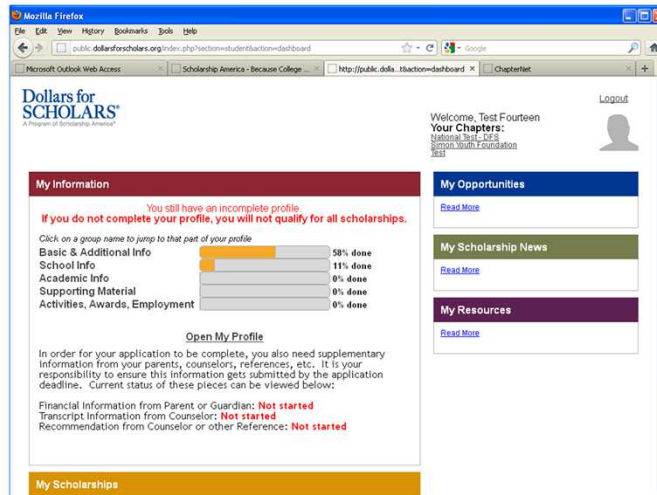 Mozilla Firefox
File Edit View History Bookmarks Tools Help
public.dollarsforscholars.org/index.php?section=student&action=dashboard
Google
Microsoft Outlook Web Access
Scholarship America - Because College ...
http://public.dolla...t&action=dashboard
ChapterNet
Dollars for
SCHOLARS®
A Program of Scholarship America®
Logout
Welcome, Test Fourteen
Your Chapters:
National Test - DFS
Simon Youth Foundation
Test
My Information
You still have an incomplete profile.
If you do not complete your profile, you will not qualify for all scholarships.
Click on a group name to jump to that part of your profile
Basic & Additional Info 58% done
School Info 11% done
Academic Info 0% done
Supporting Material 0% done
Activities, Awards, Employment 0% done
Open My Profile
In order for your application to be complete, you also need supplementary
information from your parents, counselors, references, etc. It is your
responsibility to ensure this information gets submitted by the application
deadline. Current status of these pieces can be viewed below:
Financial Information from Parent or Guardian: Not started
Transcript Information from Counselor: Not started
Recommendation from Counselor or other Reference: Not started
My Scholarships
My Opportunities
Read More
My Scholarship News
Read More
My Resources
Read More